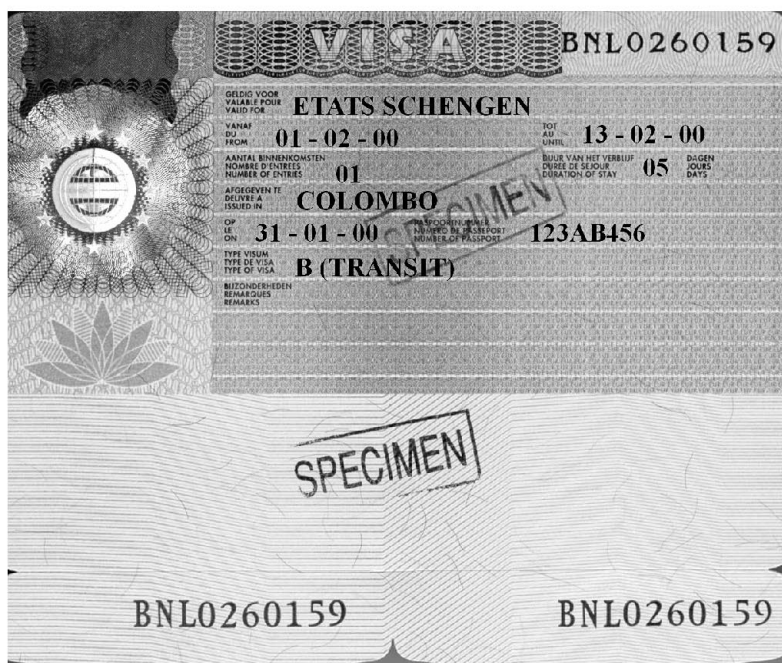 VISA BNL0260159
GELDIG VOOR
VALABLE POUR
VALID FOR
ETATS SCHENGEN
VANAF
DU
FROM
01 - 02 - 00
TOT
AU
UNTIL
13 - 02 - 00
AANTAL BINNENKOMSTEN
NOMBRE D'ENTREES
NUMBER OF ENTRIES
01
DUUR VAN HET VERBLIJF
DUREE DE SEJOUR
DURATION OF STAY
05
DAGEN
JOURS
DAYS
AFGEGEVEN TE
DELIVRE A
ISSUED IN
COLOMBO
OP
LE
ON
31 - 01 - 00
PASPOORTNUMMER
NUMERO DE PASSEPORT
NUMBER OF PASSPORT
123AB456
SPECIMEN
TYPE VISUM
TYPE DE VISA
TYPE OF VISA
B (TRANSIT)
BIJZONDERHEDEN
REMARQUES
REMARKS
SPECIMEN
BNL0260159 BNL0260159